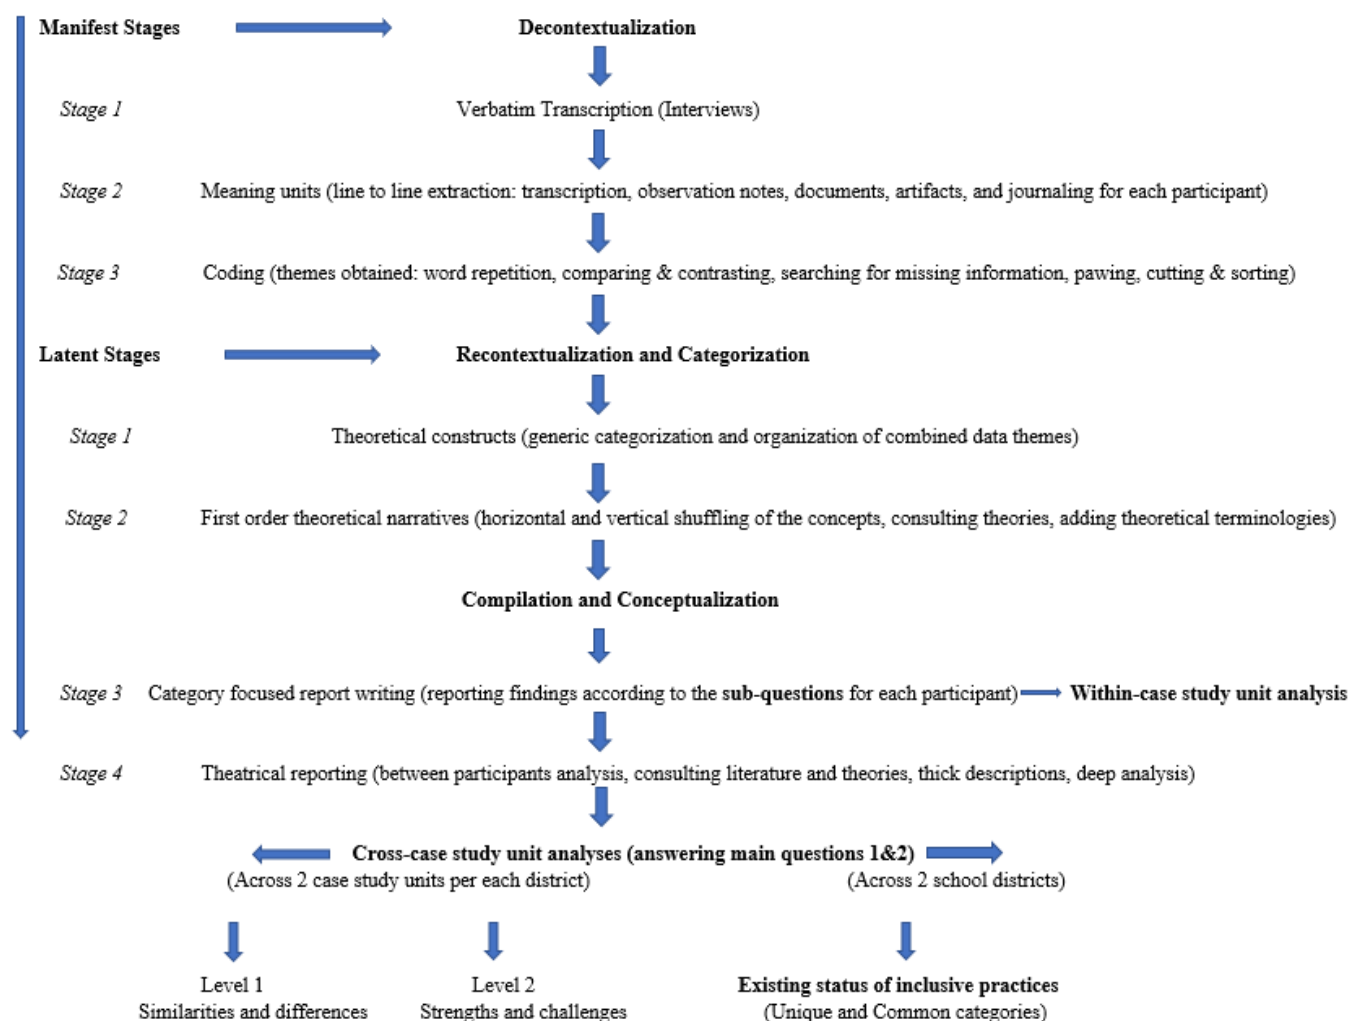 Manifest Stages Decontextualization
Stage 1 Verbatim Transcription (Interviews)
Stage 2 Meaning units (line to line extraction: transcription, observation notes, documents, artifacts, and journaling for each participant)
Stage 3 Coding (themes obtained: word repetition, comparing & contrasting, searching for missing information, pawing, cutting & sorting)
Latent Stages Recontextualization and Categorization
Stage 1 Theoretical constructs (generic categorization and organization of combined data themes)
Stage 2 First order theoretical narratives (horizontal and vertical shuffling of the concepts, consulting theories, adding theoretical terminologies)
Compilation and Conceptualization
Stage 3 Category focused report writing (reporting findings according to the sub-questions for each participant) Within-case study unit analysis
Stage 4 Theatrical reporting (between participants analysis, consulting literature and theories, thick descriptions, deep analysis)
Cross-case study unit analyses (answering main questions 1&2)
(Across 2 case study units per each district) (Across 2 school districts)
Level 1 Level 2 Existing status of inclusive practices
Similarities and differences Strengths and challenges (Unique and Common categories)